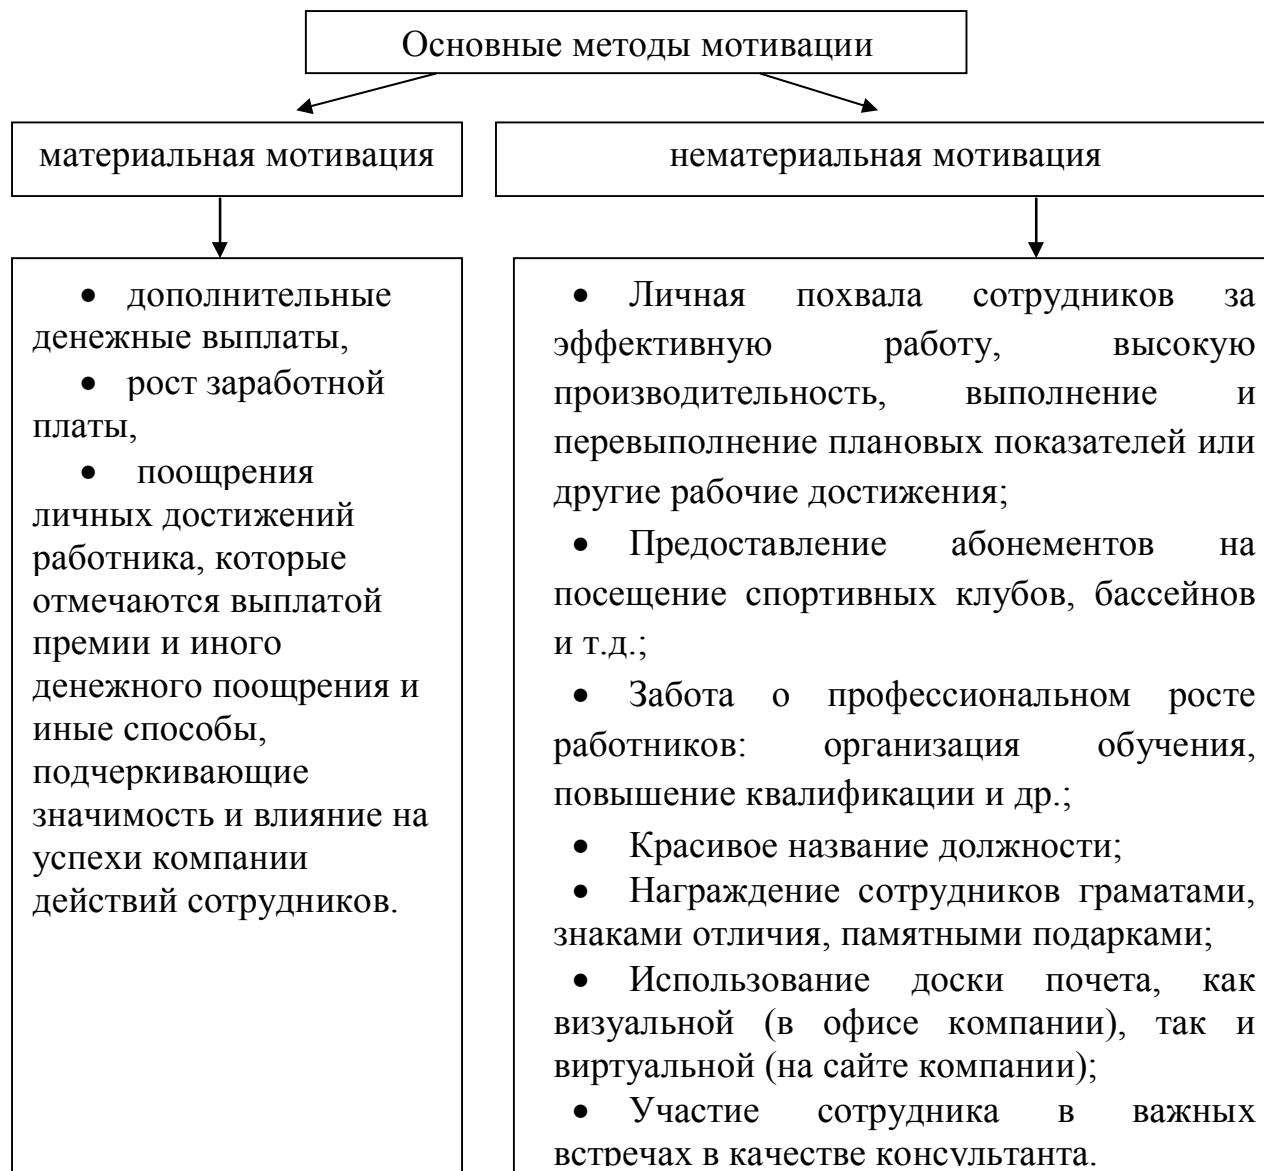 Основные методы мотивации
материальная мотивация
нематериальная мотивация
• дополнительные
денежные выплаты,
• рост заработной
платы,
• поощрения
личных достижений
работника, которые
отмечаются выплатой
премии и иного
денежного поощрения и
иные способы,
подчеркивающие
значимость и влияние на
успехи компании
действий сотрудников.
• Личная похвала сотрудников за
эффективную работу, высокую
производительность, выполнение и
перевыполнение плановых показателей или
другие рабочие достижения;
• Предоставление абонементов на
посещение спортивных клубов, бассейнов
и т.д.;
• Забота о профессиональном росте
работников: организация обучения,
повышение квалификации и др.;
• Красивое название должности;
• Награждение сотрудников граматами,
знаками отличия, памятными подарками;
• Использование доски почета, как
визуальной (в офисе компании), так и
виртуальной (на сайте компании);
• Участие сотрудника в важных
встречах в качестве консультанта.